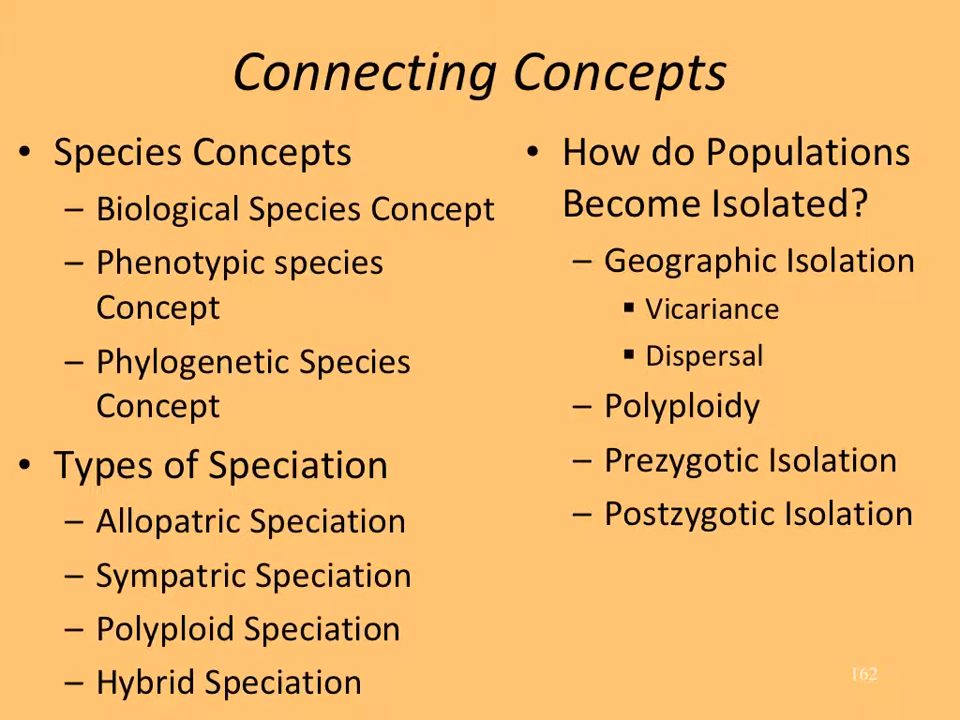 Connecting Concepts
• Species Concepts
– Biological Species Concept
– Phenotypic species
Concept
– Phylogenetic Species
Concept
• Types of Speciation
– Allopatric Speciation
– Sympatric Speciation
– Polyploid Speciation
– Hybrid Speciation
• How do Populations
Become Isolated?
– Geographic Isolation
▪ Vicariance
▪ Dispersal
– Polyploidy
– Prezygotic Isolation
– Postzygotic Isolation
162